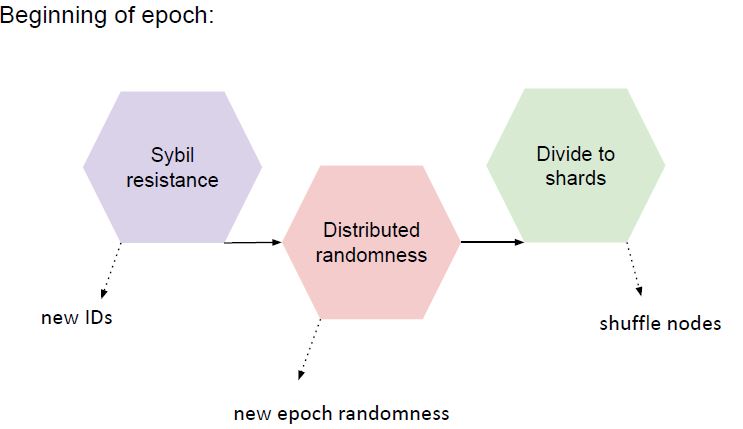 Beginning of epoch:
Sybil
resistance
Distributed
randomness
Divide to
shards
new IDs
new epoch randomness
shuffle nodes